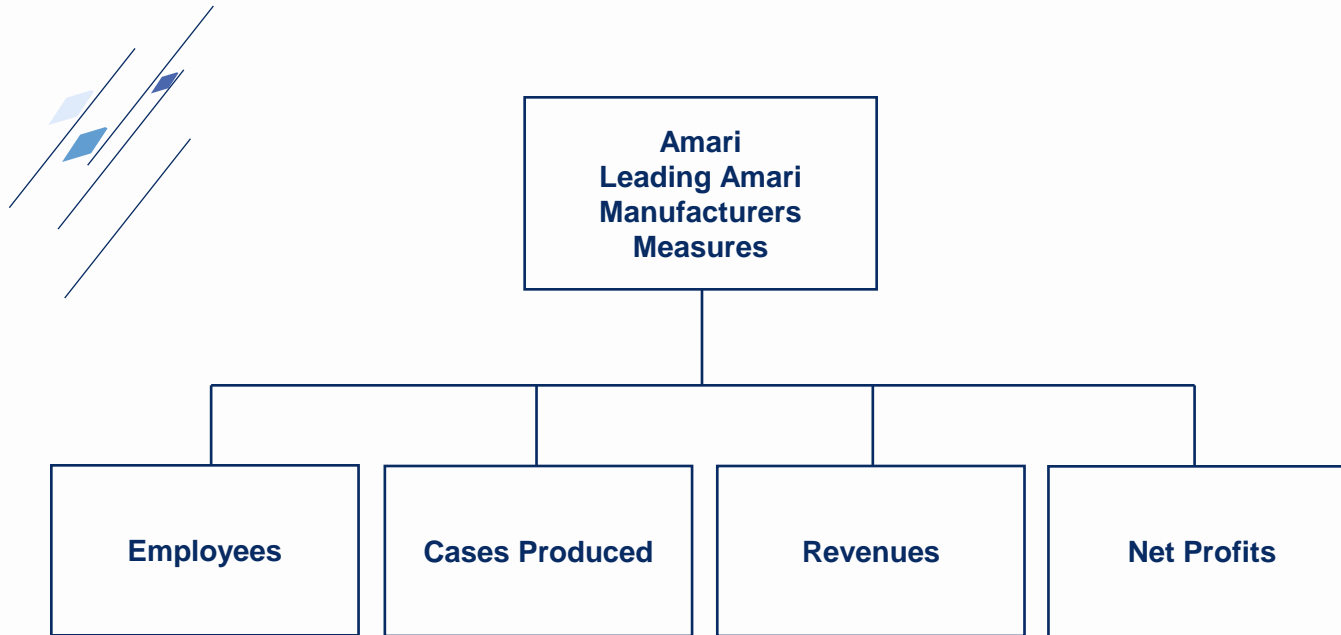 Amari
Leading Amari
Manufacturers
Measures
Employees
Cases Produced
Revenues
Net Profits